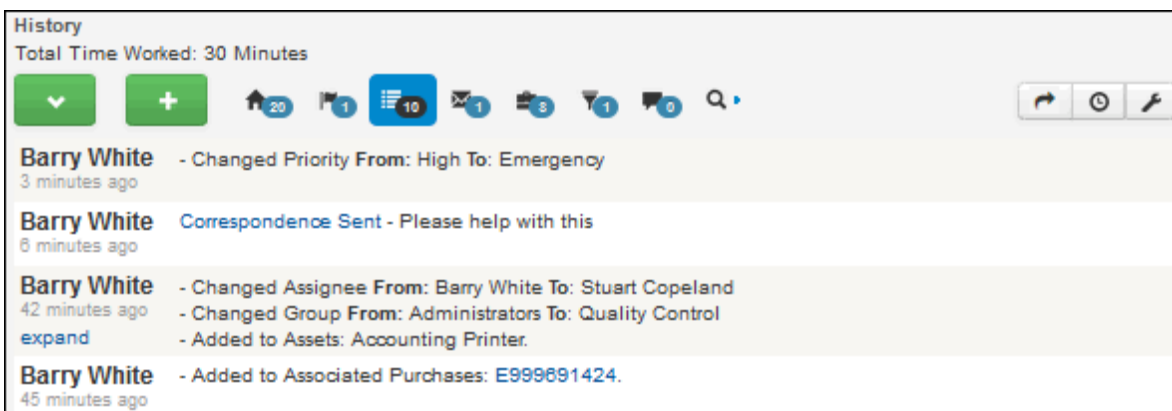 History
Total Time Worked: 30 Minutes
20 1 10 1 3 1 0
Barry White - Changed Priority From: High To: Emergency
3 minutes ago
Barry White Correspondence Sent - Please help with this
6 minutes ago
Barry White - Changed Assignee From: Barry White To: Stuart Copeland
42 minutes ago - Changed Group From: Administrators To: Quality Control
expand - Added to Assets: Accounting Printer.
Barry White - Added to Associated Purchases: E999691424.
45 minutes ago